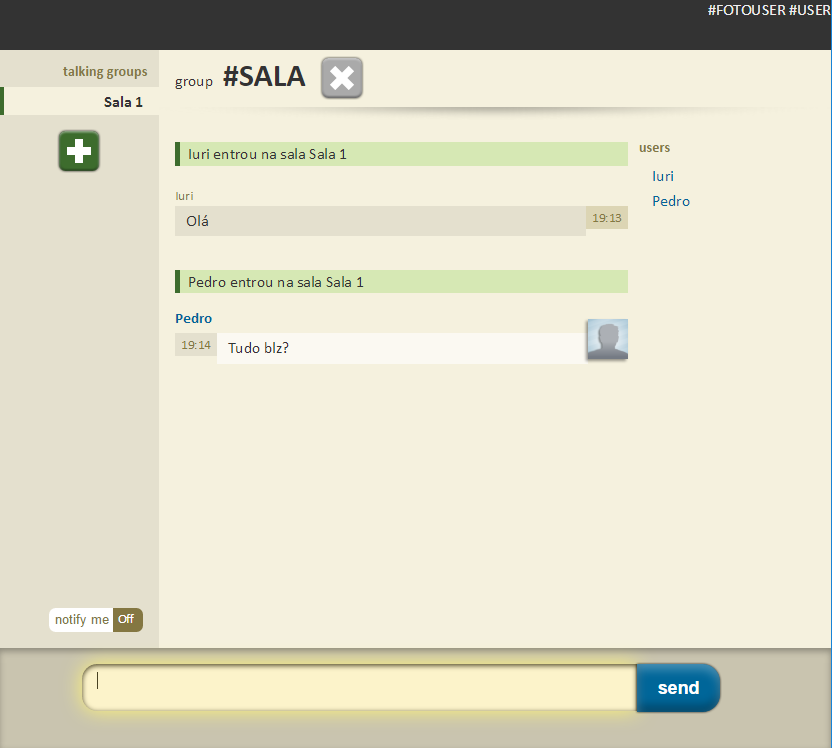 #FOTOUSER #USER
talking groups
Sala 1
group #SALA
Iuri entrou na sala Sala 1
Iuri
Olá 19:13
Pedro entrou na sala Sala 1
Pedro
19:14 Tudo blz?
users
Iuri
Pedro
notify me Off
send